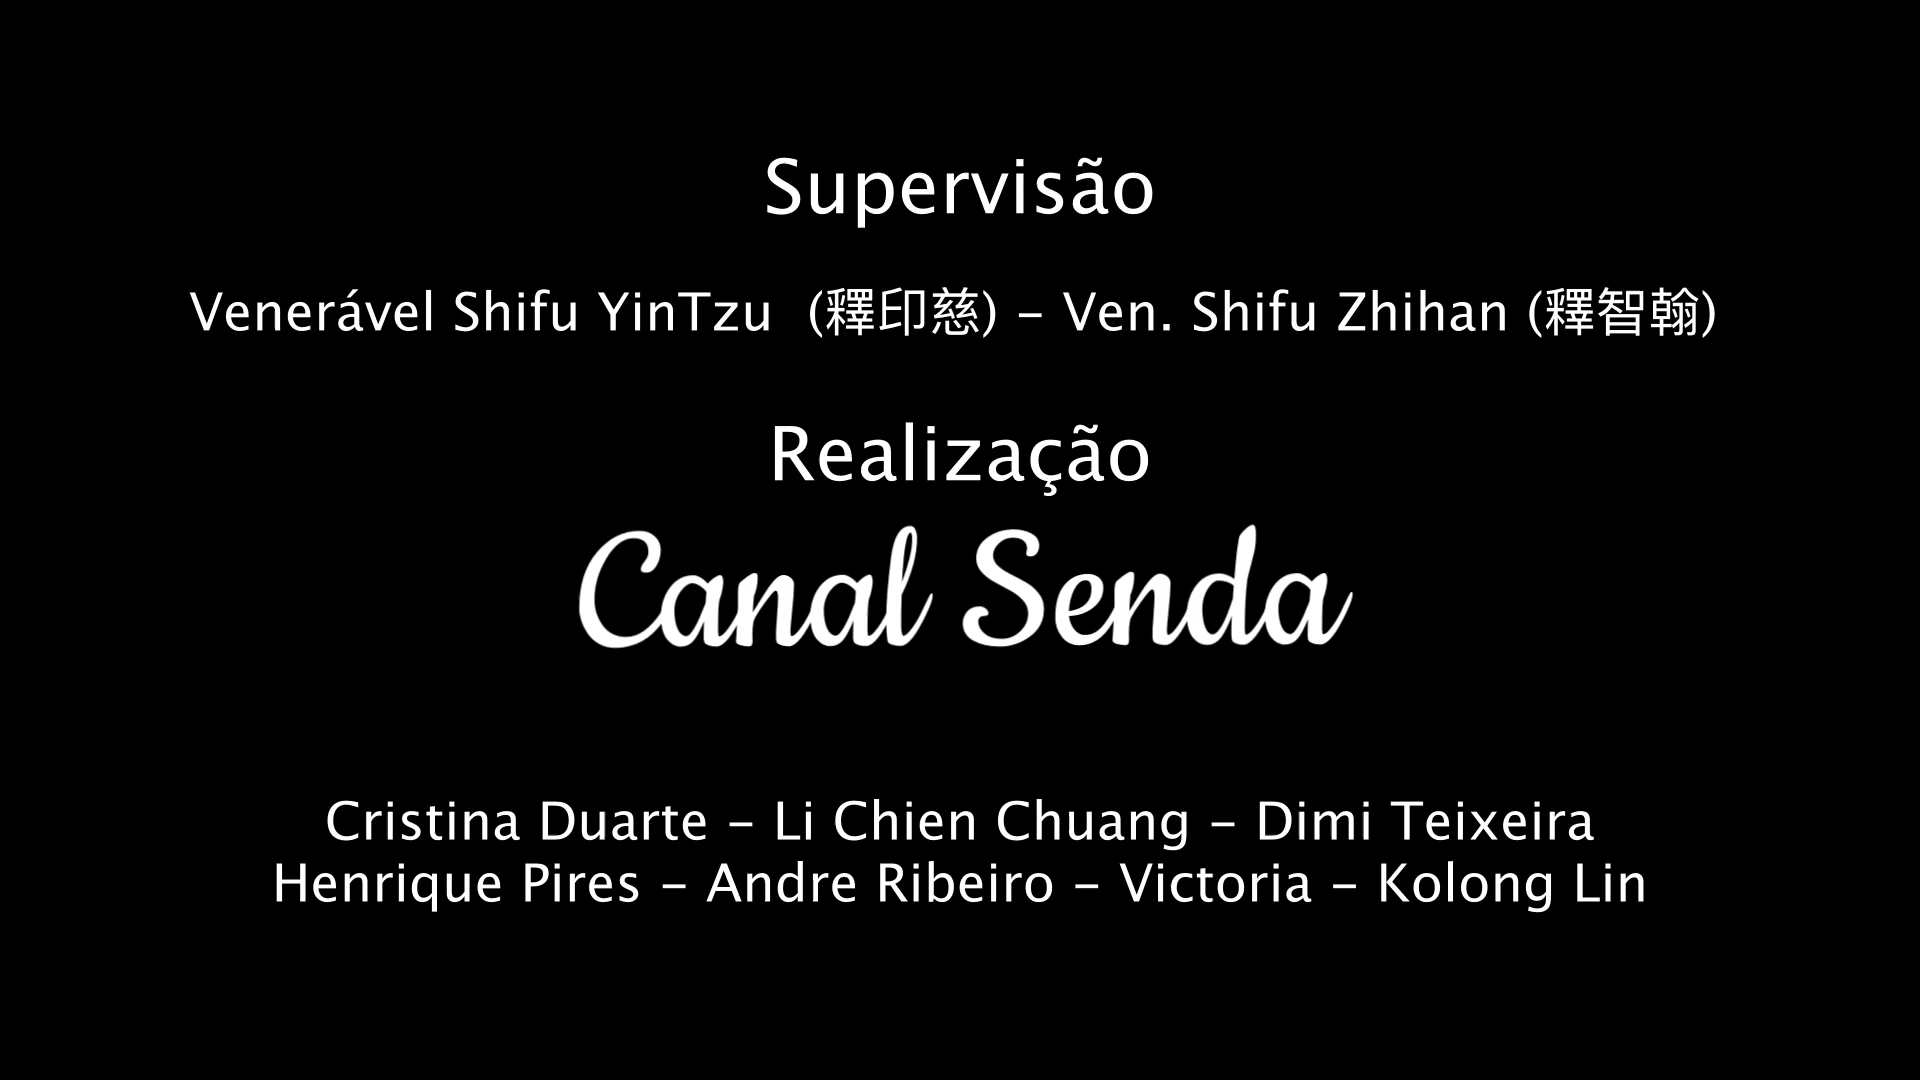 Supervisão
Venerável Shifu YinTzu (釋印慈) – Ven. Shifu Zhihan (釋智翰)
Realização
Canal Senda
Cristina Duarte – Li Chien Chuang – Dimi Teixeira
Henrique Pires – Andre Ribeiro – Victoria – Kolong Lin